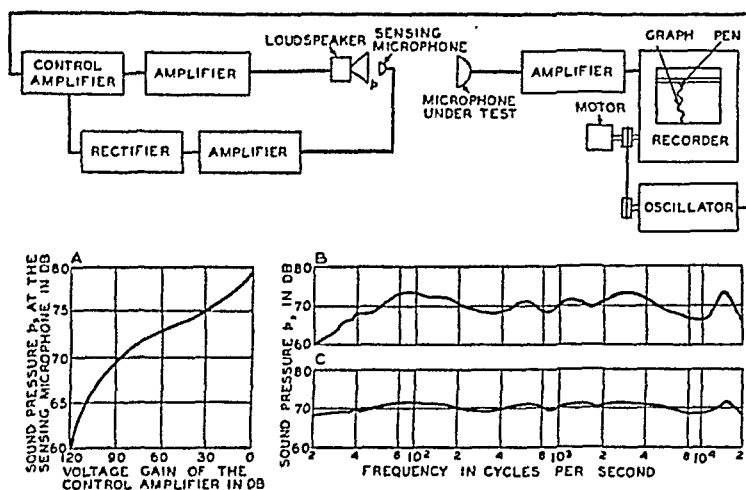 CONTROL
AMPLIFIER
AMPLIFIER
LOUDSPEAKER
SENSING
MICROPHONE
p
RECTIFIER
AMPLIFIER
MICROPHONE
UNDER TEST
AMPLIFIER
GRAPH
PEN
MOTOR
RECORDER
OSCILLATOR
A
SOUND PRESSURE pₚ AT THE
SENSING MICROPHONE IN DB
80
75
70
65
60
120 90 60 30 0
VOLTAGE GAIN OF THE
CONTROL AMPLIFIER IN DB
B
SOUND PRESSURE pₚ IN DB
80
70
60
C
80
70
60
2 4 6 8 10² 2 4 6 8 10³ 2 4 6 8 10⁴ 2
FREQUENCY IN CYCLES PER SECOND